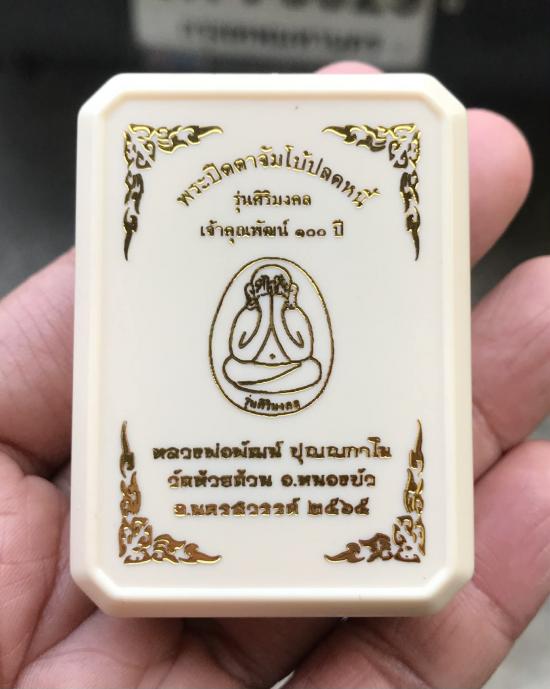 พระปิดตาจัมโบ้ปลดหนี้
รุ่นศิริมงคล
เจ้าคุณพัฒน์ ๑๐๐ ปี
รุ่นศิริมงคล
หลวงพ่อพัฒน์ ปุญญกาโม
วัดห้วยด้วน อ.หนองบัว
จ.นครสวรรค์ ๒๕๖๕